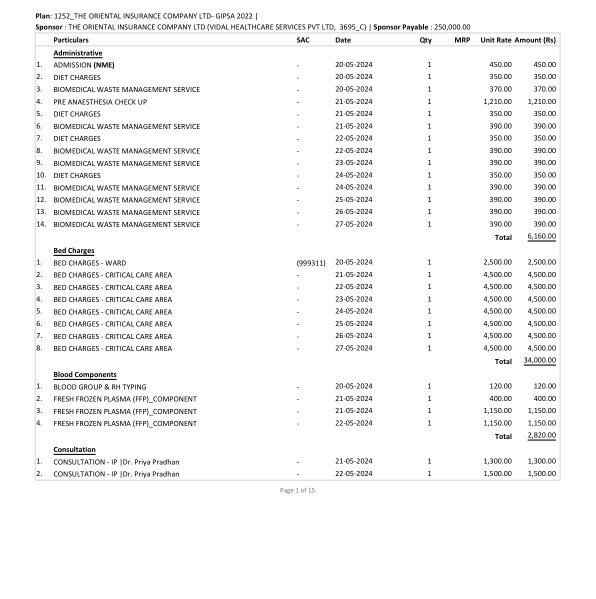 Plan: 1252_THE ORIENTAL INSURANCE COMPANY LTD- GIPSA 2022 |
Sponsor : THE ORIENTAL INSURANCE COMPANY LTD (VIDAL HEALTHCARE SERVICES PVT LTD, 3695_C) | Sponsor Payable : 250,000.00
Particulars SAC Date Qty MRP Unit Rate Amount (Rs)
Administrative
1. ADMISSION (NME) - 20-05-2024 1 450.00 450.00
2. DIET CHARGES - 20-05-2024 1 350.00 350.00
3. BIOMEDICAL WASTE MANAGEMENT SERVICE - 20-05-2024 1 370.00 370.00
4. PRE ANAESTHESIA CHECK UP - 21-05-2024 1 1,210.00 1,210.00
5. DIET CHARGES - 21-05-2024 1 350.00 350.00
6. BIOMEDICAL WASTE MANAGEMENT SERVICE - 21-05-2024 1 390.00 390.00
7. DIET CHARGES - 22-05-2024 1 350.00 350.00
8. BIOMEDICAL WASTE MANAGEMENT SERVICE - 22-05-2024 1 390.00 390.00
9. BIOMEDICAL WASTE MANAGEMENT SERVICE - 23-05-2024 1 390.00 390.00
10. DIET CHARGES - 24-05-2024 1 350.00 350.00
11. BIOMEDICAL WASTE MANAGEMENT SERVICE - 24-05-2024 1 390.00 390.00
12. BIOMEDICAL WASTE MANAGEMENT SERVICE - 25-05-2024 1 390.00 390.00
13. BIOMEDICAL WASTE MANAGEMENT SERVICE - 26-05-2024 1 390.00 390.00
14. BIOMEDICAL WASTE MANAGEMENT SERVICE - 27-05-2024 1 390.00 390.00
Total 6,160.00
Bed Charges
1. BED CHARGES - WARD (999311) 20-05-2024 1 2,500.00 2,500.00
2. BED CHARGES - CRITICAL CARE AREA - 21-05-2024 1 4,500.00 4,500.00
3. BED CHARGES - CRITICAL CARE AREA - 22-05-2024 1 4,500.00 4,500.00
4. BED CHARGES - CRITICAL CARE AREA - 23-05-2024 1 4,500.00 4,500.00
5. BED CHARGES - CRITICAL CARE AREA - 24-05-2024 1 4,500.00 4,500.00
6. BED CHARGES - CRITICAL CARE AREA - 25-05-2024 1 4,500.00 4,500.00
7. BED CHARGES - CRITICAL CARE AREA - 26-05-2024 1 4,500.00 4,500.00
8. BED CHARGES - CRITICAL CARE AREA - 27-05-2024 1 4,500.00 4,500.00
Total 34,000.00
Blood Components
1. BLOOD GROUP & RH TYPING - 20-05-2024 1 120.00 120.00
2. FRESH FROZEN PLASMA (FFP)_COMPONENT - 21-05-2024 1 400.00 400.00
3. FRESH FROZEN PLASMA (FFP)_COMPONENT - 21-05-2024 1 1,150.00 1,150.00
4. FRESH FROZEN PLASMA (FFP)_COMPONENT - 22-05-2024 1 1,150.00 1,150.00
Total 2,820.00
Consultation
1. CONSULTATION - IP |Dr. Priya Pradhan - 21-05-2024 1 1,300.00 1,300.00
2. CONSULTATION - IP |Dr. Priya Pradhan - 22-05-2024 1 1,500.00 1,500.00
Page 1 of 15